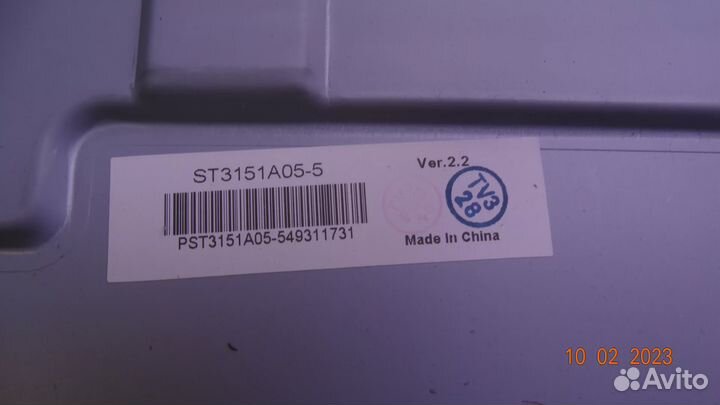 ST3151A05-5
Ver.2.2
TV3
28
PST3151A05-549311731
Made In China
10 02 2023
Avito